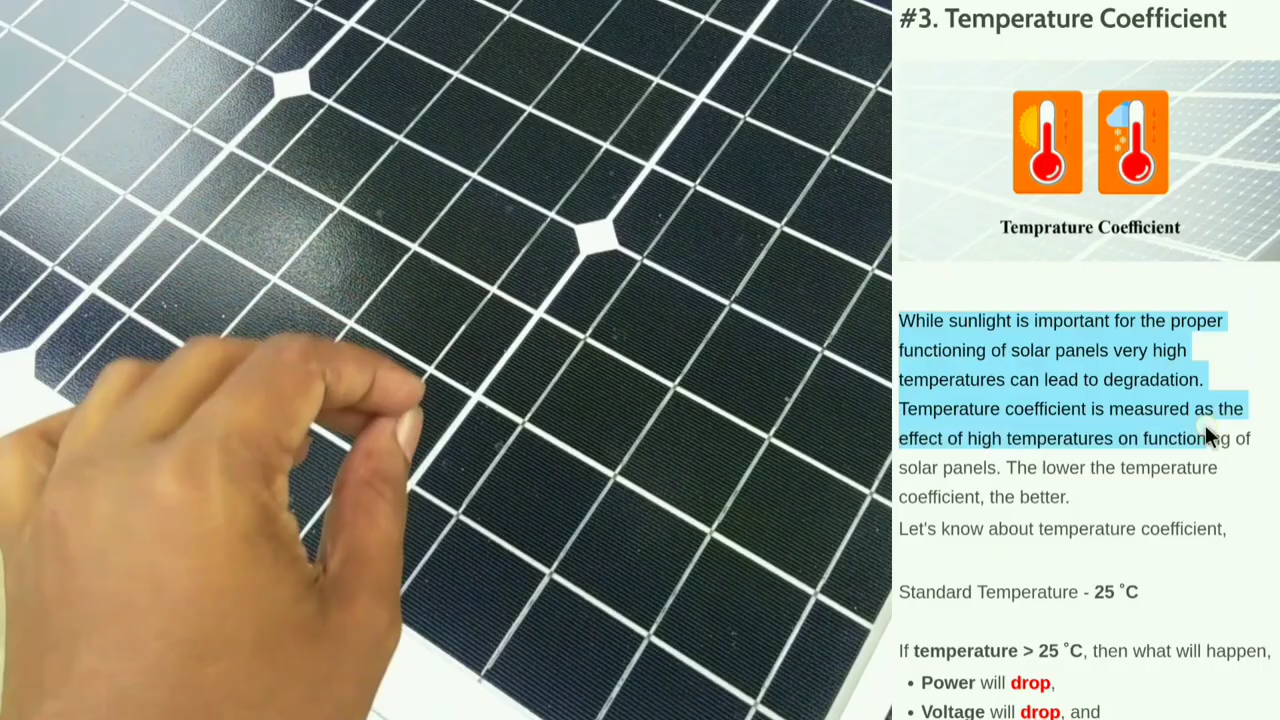 #3. Temperature Coefficient
Temprature Coefficient
While sunlight is important for the proper
functioning of solar panels very high
temperatures can lead to degradation.
Temperature coefficient is measured as the
effect of high temperatures on functioning of
solar panels. The lower the temperature
coefficient, the better.
Let's know about temperature coefficient,
Standard Temperature - 25 ˚C
If temperature > 25 ˚C, then what will happen,
• Power will drop,
• Voltage will drop, and